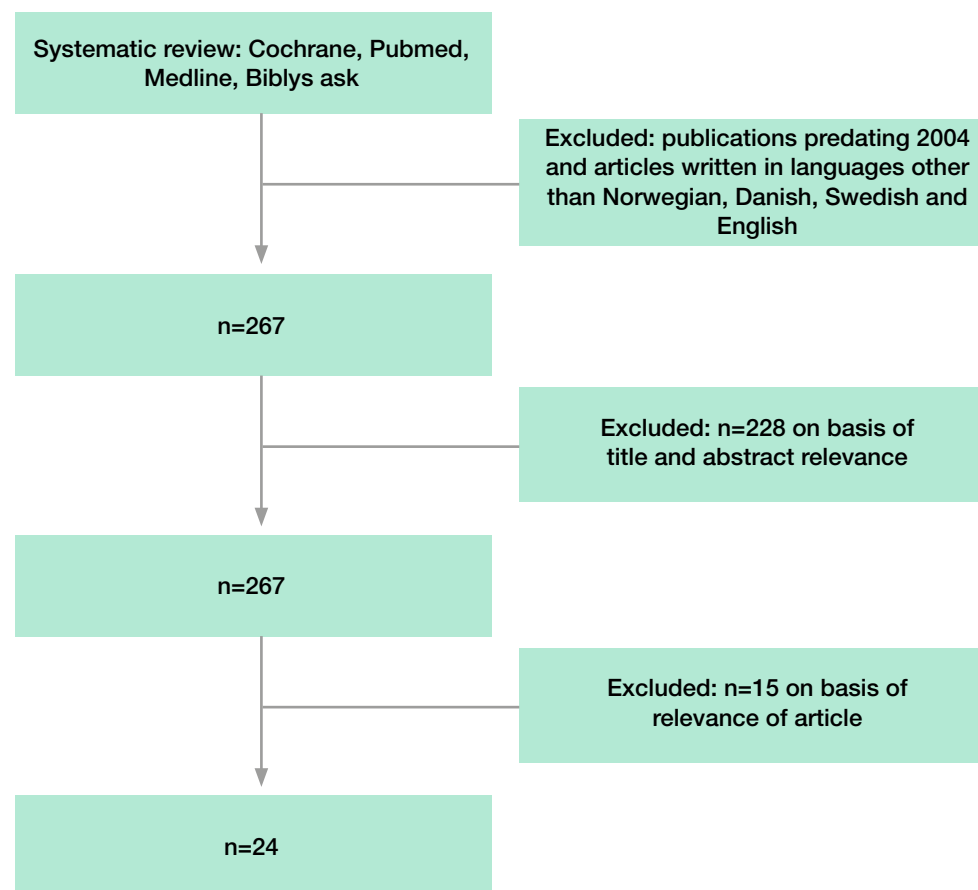 Systematic review: Cochrane, Pubmed,
Medline, Biblys ask
Excluded: publications predating 2004
and articles written in languages other
than Norwegian, Danish, Swedish and
English
n=267
Excluded: n=228 on basis of
title and abstract relevance
n=267
Excluded: n=15 on basis of
relevance of article
n=24